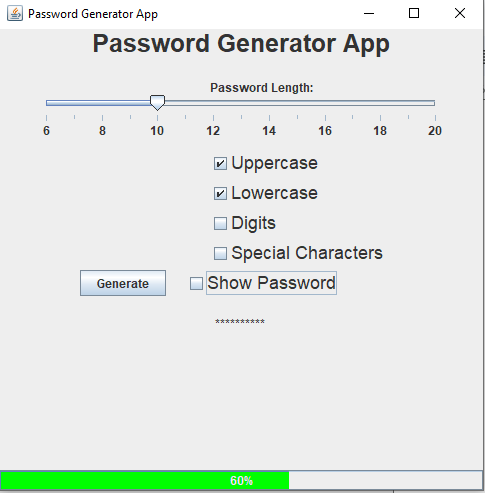 Password Generator App
Password Generator App
Password Length:
6 8 10 12 14 16 18 20
Uppercase
Lowercase
Digits
Special Characters
Generate Show Password
**********
60%